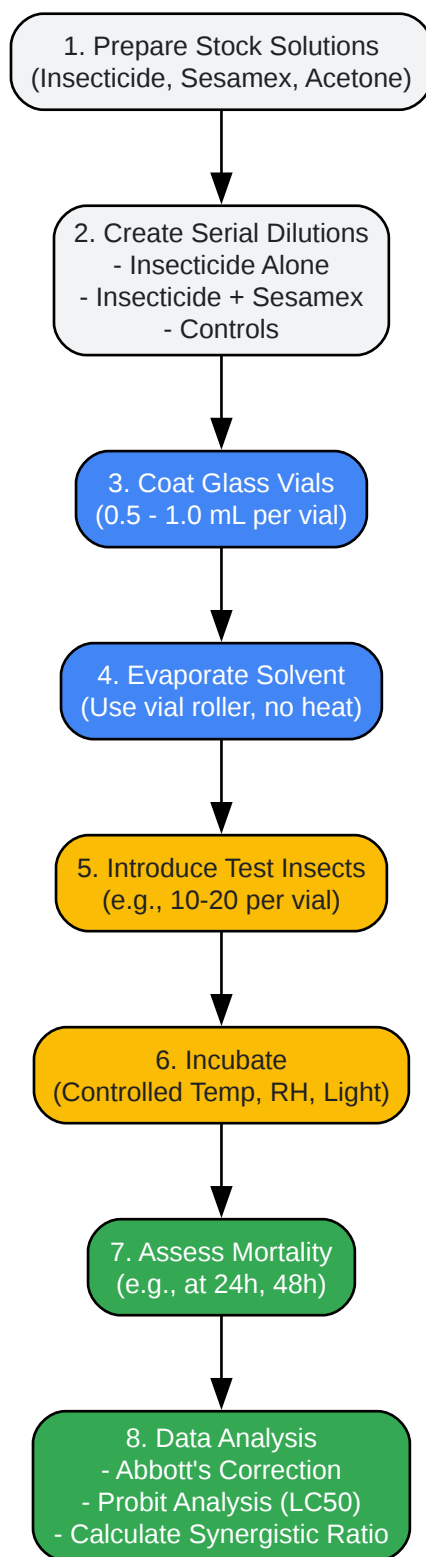 1. Prepare Stock Solutions
(Insecticide, Sesamex, Acetone)
2. Create Serial Dilutions
- Insecticide Alone
- Insecticide + Sesamex
- Controls
3. Coat Glass Vials
(0.5 - 1.0 mL per vial)
4. Evaporate Solvent
(Use vial roller, no heat)
5. Introduce Test Insects
(e.g., 10-20 per vial)
6. Incubate
(Controlled Temp, RH, Light)
7. Assess Mortality
(e.g., at 24h, 48h)
8. Data Analysis
- Abbott's Correction
- Probit Analysis (LC50)
- Calculate Synergistic Ratio